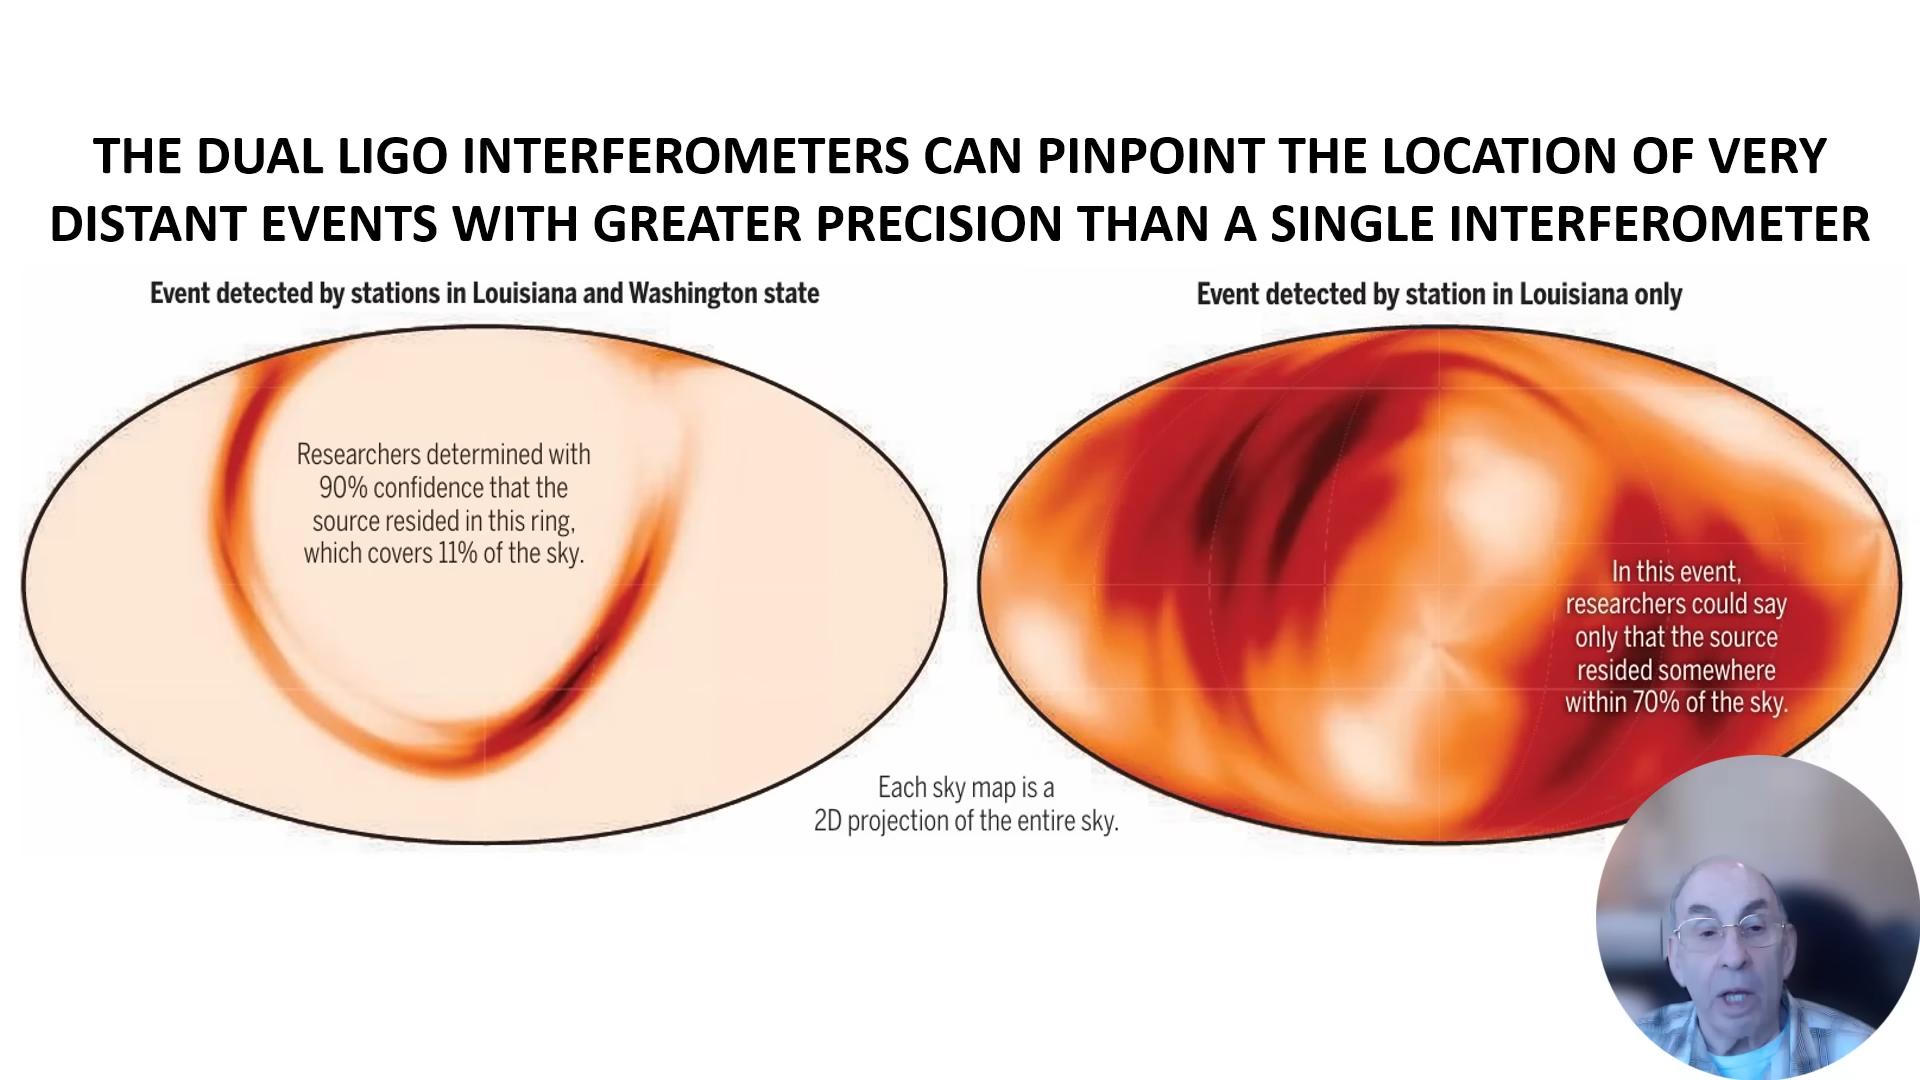 THE DUAL LIGO INTERFEROMETERS CAN PINPOINT THE LOCATION OF VERY
DISTANT EVENTS WITH GREATER PRECISION THAN A SINGLE INTERFEROMETER
Event detected by stations in Louisiana and Washington state
Researchers determined with
90% confidence that the
source resided in this ring,
which covers 11% of the sky.
Event detected by station in Louisiana only
In this event,
researchers could say
only that the source
resided somewhere
within 70% of the sky.
Each sky map is a
2D projection of the entire sky.